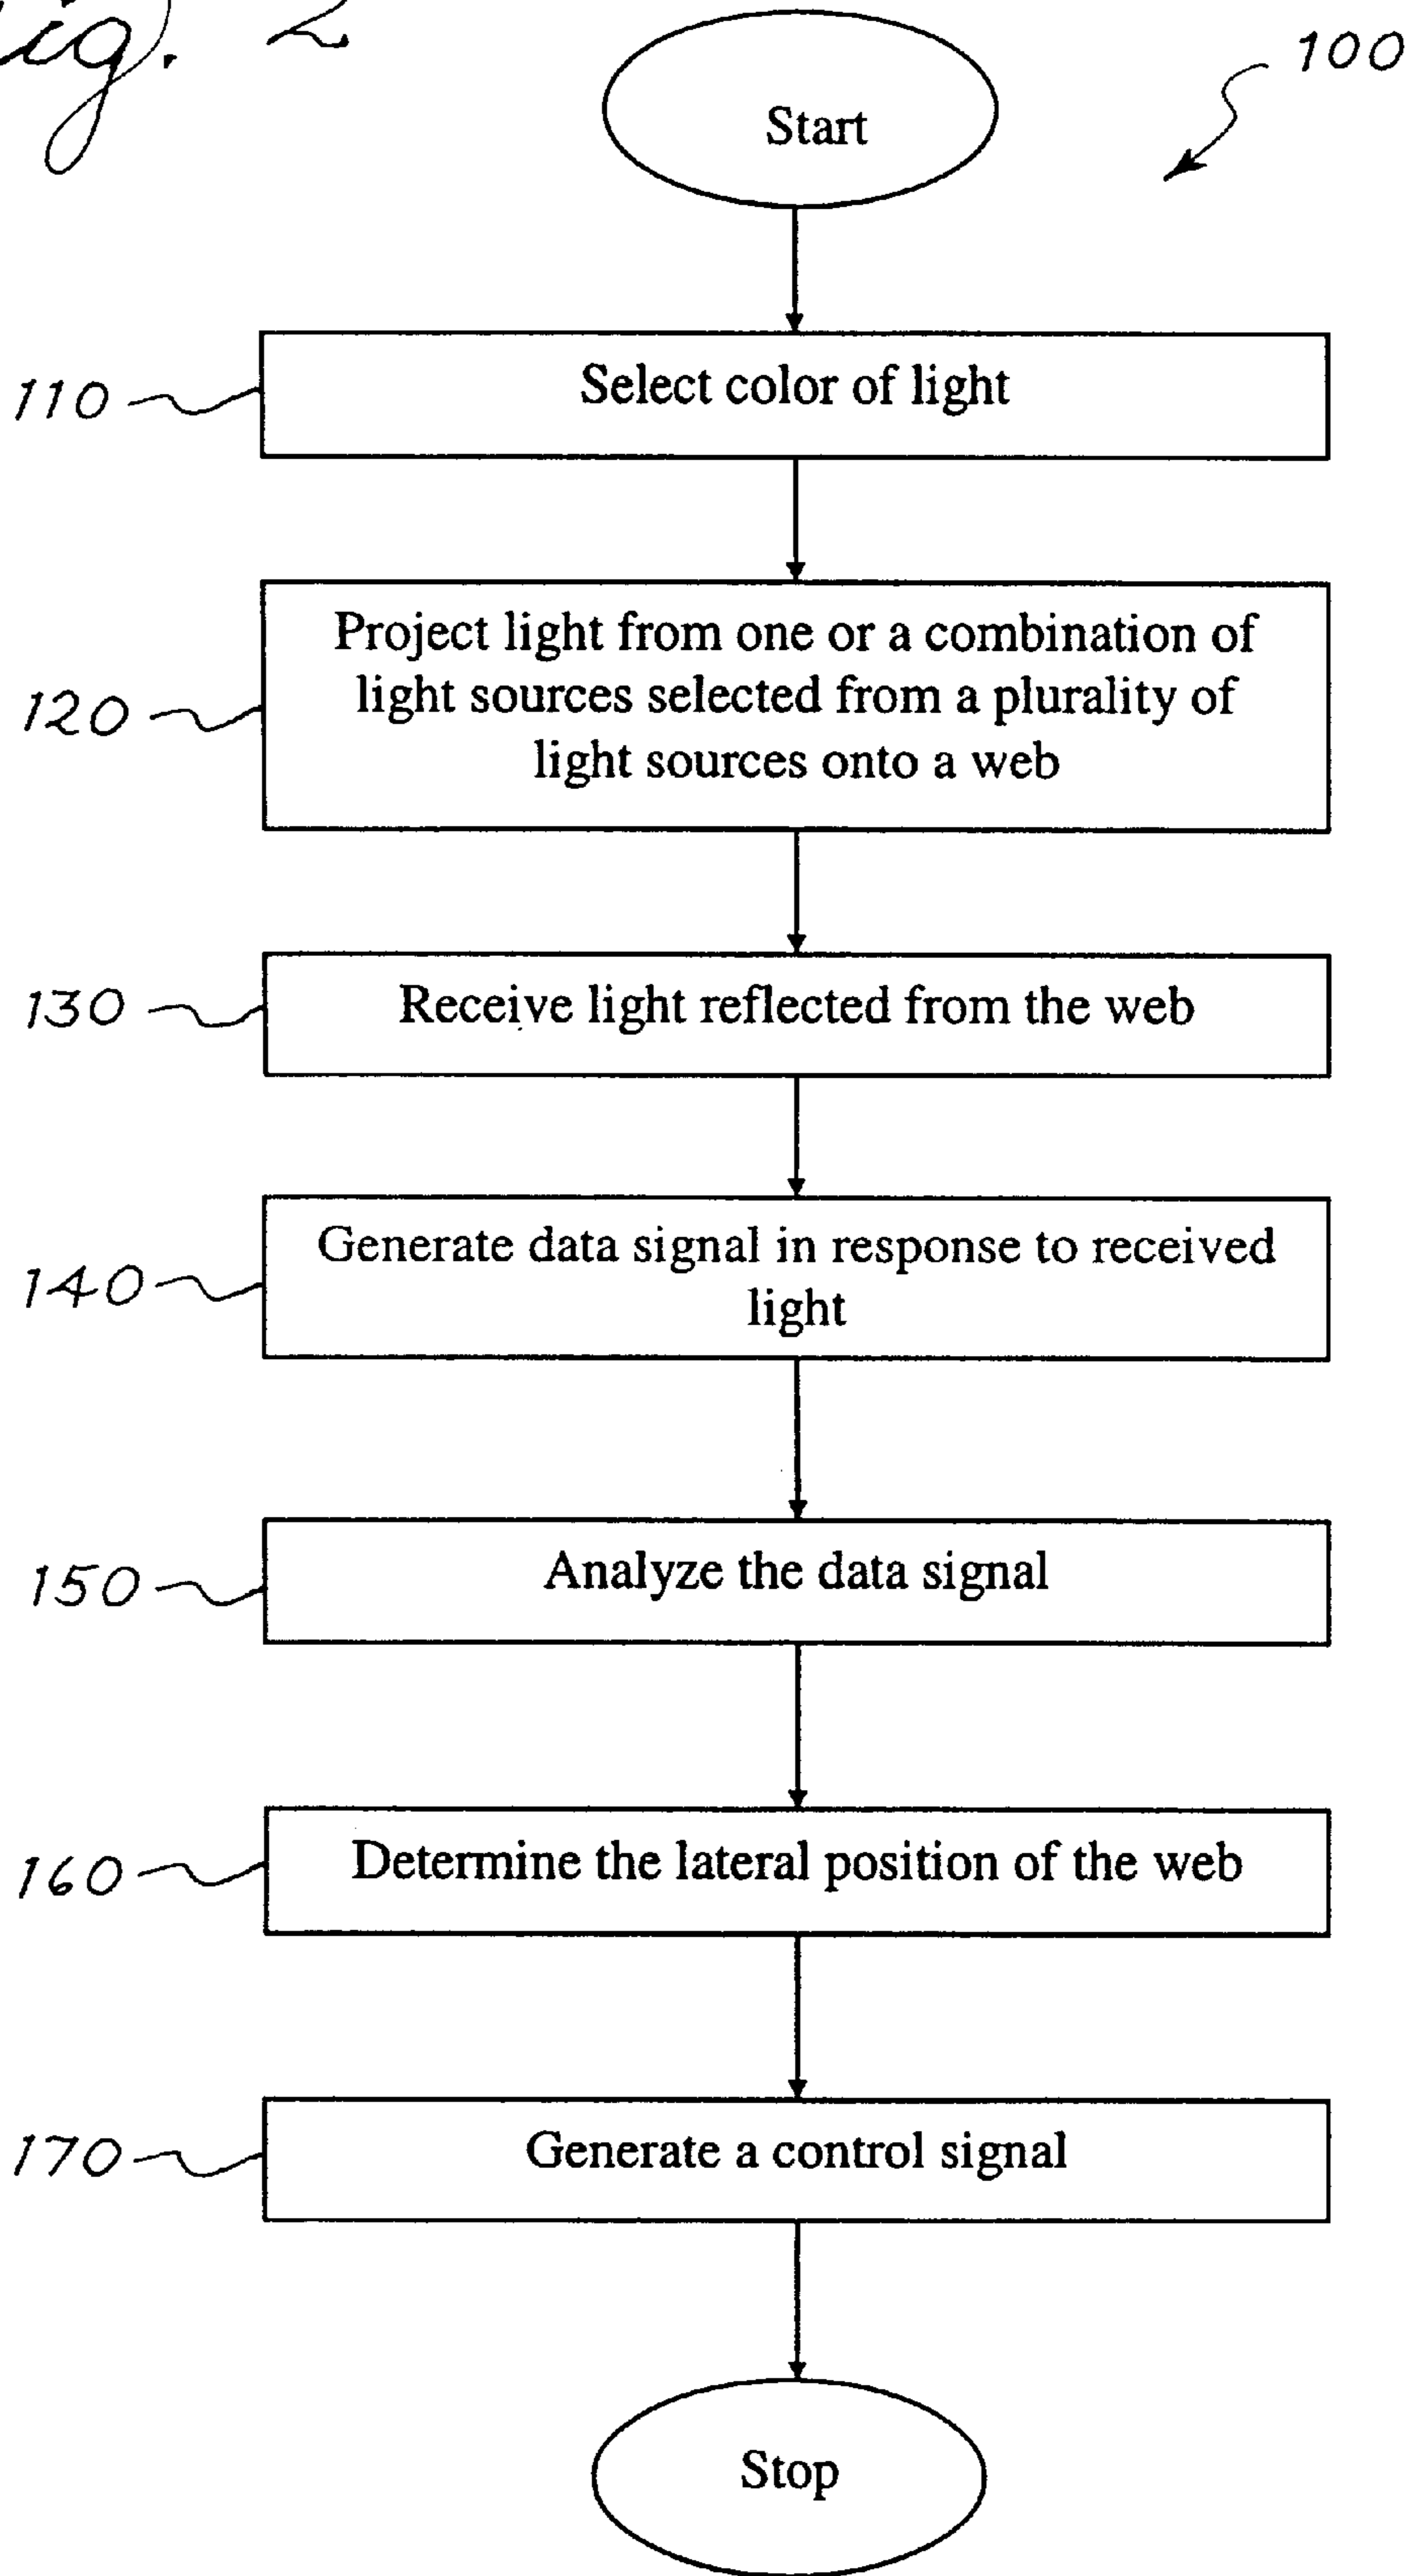 Fig. 2
Start
100
110
Select color of light
120
Project light from one or a combination of
light sources selected from a plurality of
light sources onto a web
130
Receive light reflected from the web
140
Generate data signal in response to received
light
150
Analyze the data signal
160
Determine the lateral position of the web
170
Generate a control signal
Stop